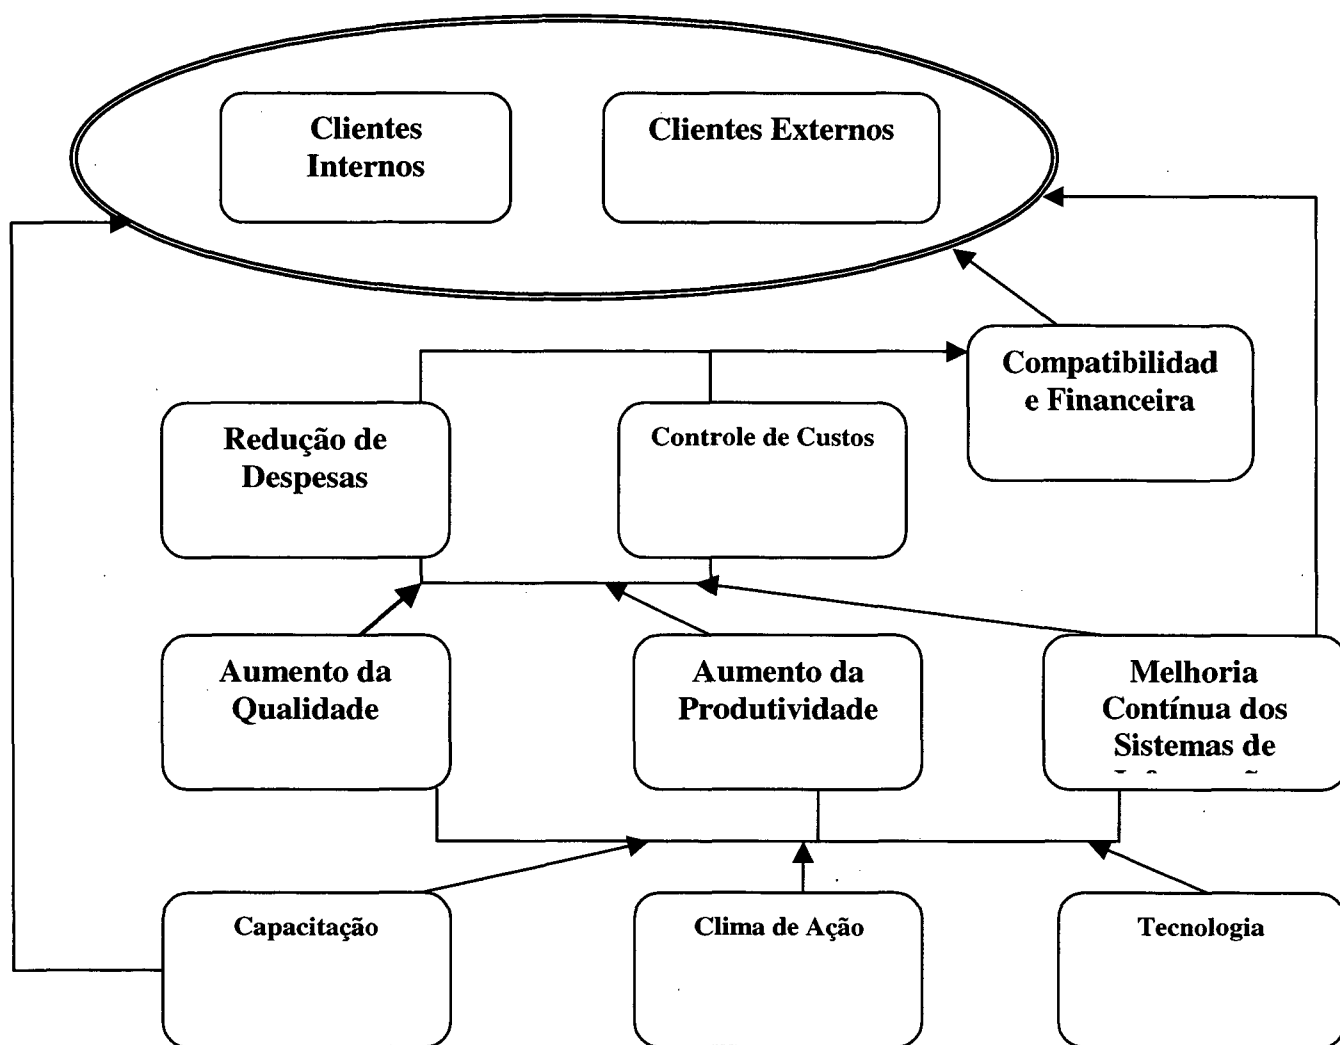 Clientes
Internos
Clientes Externos
Compatibilidad
e Financeira
Redução de
Despesas
Controle de Custos
Aumento da
Qualidade
Aumento da
Produtividade
Melhoria
Contínua dos
Sistemas de
Capacitação
Clima de Ação
Tecnologia